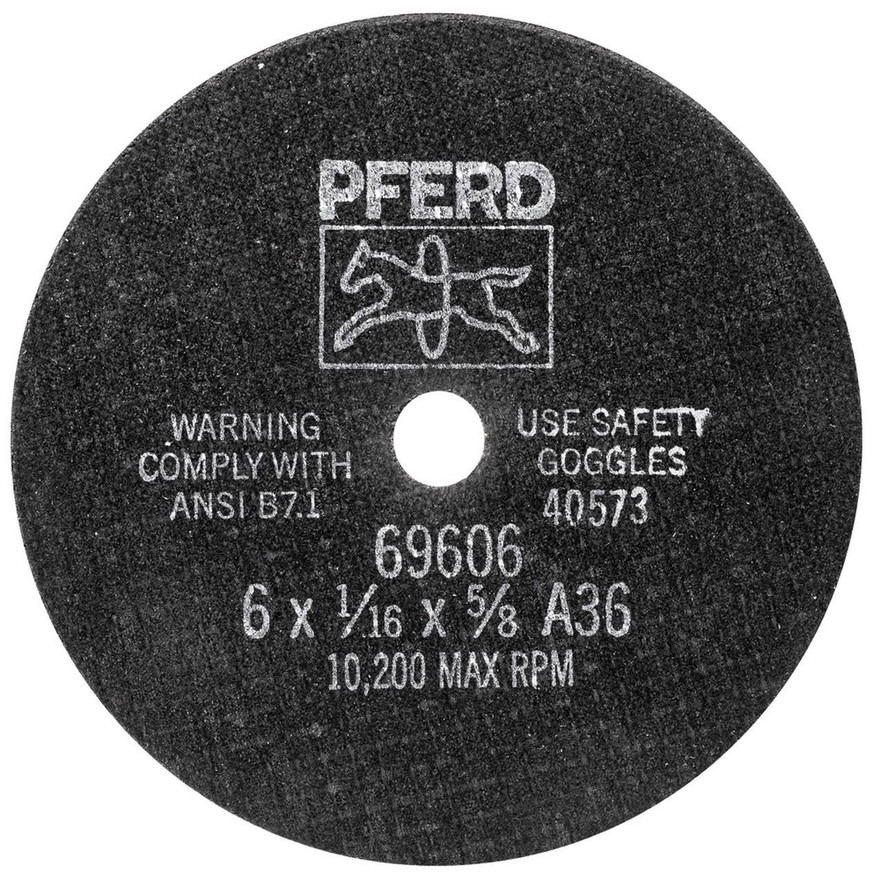 PFERD
WARNING
COMPLY WITH
ANSI B7.1
USE SAFETY
GOGGLES
40573
69606
6 x 1/16 x 5/8 A36
10,200 MAX RPM